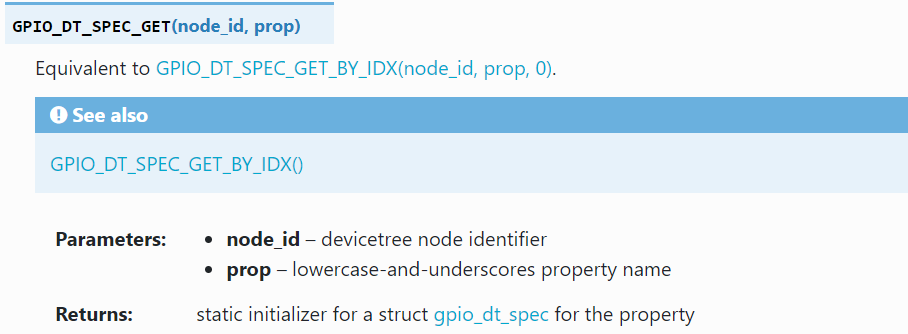 GPIO_DT_SPEC_GET(node_id, prop)
Equivalent to GPIO_DT_SPEC_GET_BY_IDX(node_id, prop, 0).
See also
GPIO_DT_SPEC_GET_BY_IDX()
Parameters: • node_id – devicetree node identifier
• prop – lowercase-and-underscores property name
Returns: static initializer for a struct gpio_dt_spec for the property